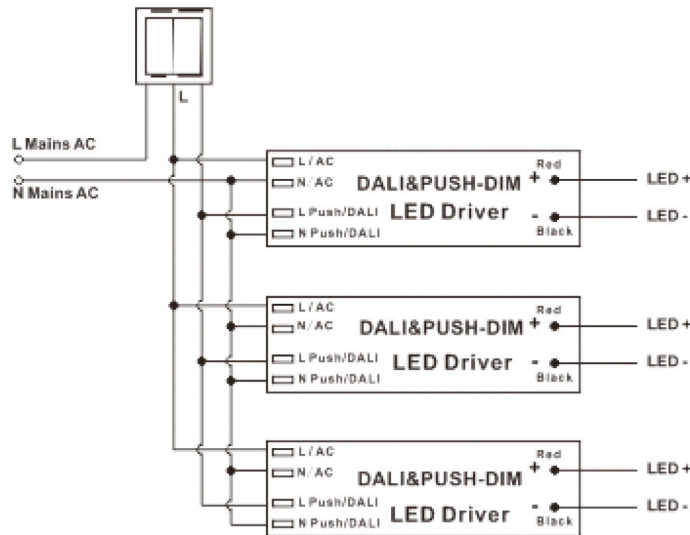 L
L Mains AC
N Mains AC
L/AC
N/AC
L Push/DALI
N Push/DALI
DALI&PUSH-DIM
LED Driver
Red
+
-
Black
LED +
LED -
L/AC
N/AC
L Push/DALI
N Push/DALI
DALI&PUSH-DIM
LED Driver
Red
+
-
Black
LED +
LED -
L/AC
N/AC
L Push/DALI
N Push/DALI
DALI&PUSH-DIM
LED Driver
Red
+
-
Black
LED +
LED -